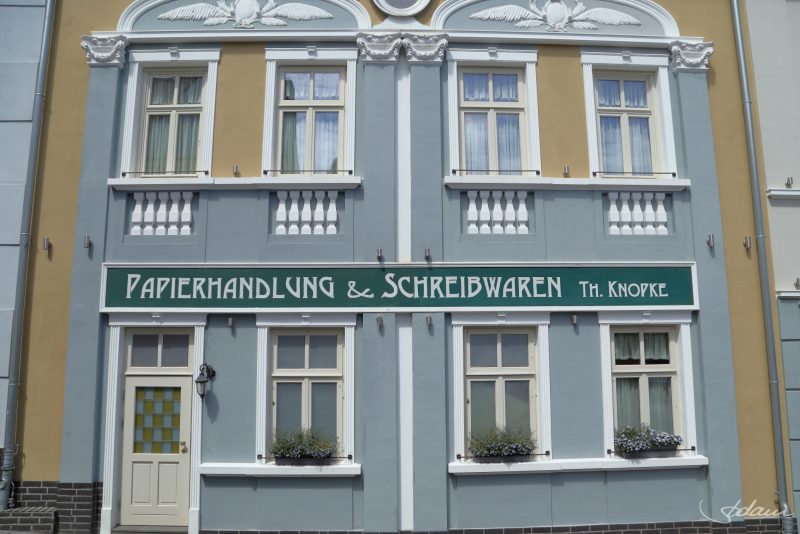 PAPIERHANDLUNG & SCHREIBWAREN TH. KNOPKE